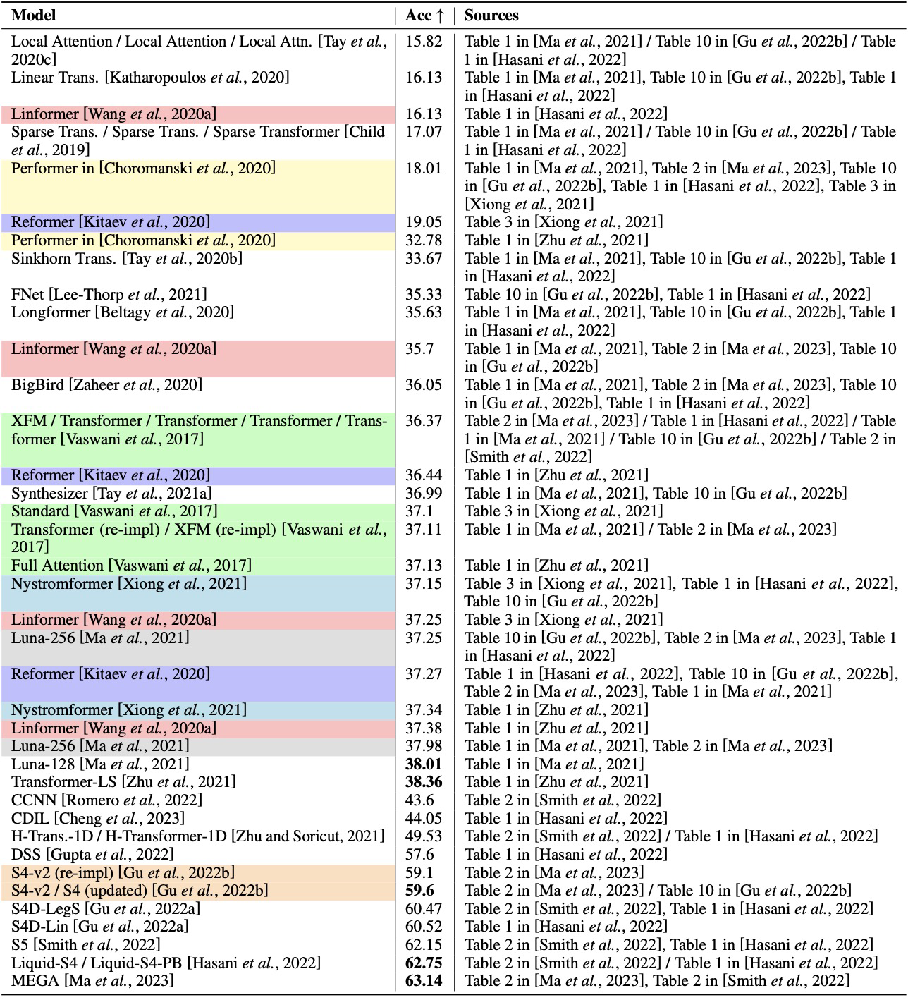 Model Acc ↑ Sources
Local Attention / Local Attention / Local Attn. [Tay et al., 15.82 Table 1 in [Ma et al., 2021] / Table 10 in [Gu et al., 2022b] / Table
2020c] 1 in [Hasani et al., 2022]
Linear Trans. [Katharopoulos et al., 2020] 16.13 Table 1 in [Ma et al., 2021], Table 10 in [Gu et al., 2022b], Table 1
in [Hasani et al., 2022]
Linformer [Wang et al., 2020a] 16.13 Table 1 in [Hasani et al., 2022]
Sparse Trans. / Sparse Trans. / Sparse Transformer [Child 17.07 Table 1 in [Ma et al., 2021] / Table 10 in [Gu et al., 2022b] / Table
et al., 2019] 1 in [Hasani et al., 2022]
Performer in [Choromanski et al., 2020] 18.01 Table 1 in [Ma et al., 2021], Table 2 in [Ma et al., 2023], Table 10
in [Gu et al., 2022b], Table 1 in [Hasani et al., 2022], Table 3 in
[Xiong et al., 2021]
Reformer [Kitaev et al., 2020] 19.05 Table 3 in [Xiong et al., 2021]
Performer in [Choromanski et al., 2020] 32.78 Table 1 in [Zhu et al., 2021]
Sinkhorn Trans. [Tay et al., 2020b] 33.67 Table 1 in [Ma et al., 2021], Table 10 in [Gu et al., 2022b], Table 1
in [Hasani et al., 2022]
FNet [Lee-Thorp et al., 2021] 35.33 Table 10 in [Gu et al., 2022b], Table 1 in [Hasani et al., 2022]
Longformer [Beltagy et al., 2020] 35.63 Table 1 in [Ma et al., 2021], Table 10 in [Gu et al., 2022b], Table 1
in [Hasani et al., 2022]
Linformer [Wang et al., 2020a] 35.7 Table 1 in [Ma et al., 2021], Table 2 in [Ma et al., 2023], Table 10
in [Gu et al., 2022b]
BigBird [Zaheer et al., 2020] 36.05 Table 1 in [Ma et al., 2021], Table 2 in [Ma et al., 2023], Table 10
in [Gu et al., 2022b], Table 1 in [Hasani et al., 2022]
XFM / Transformer / Transformer / Transformer / Trans- 36.37 Table 2 in [Ma et al., 2023] / Table 1 in [Hasani et al., 2022] / Table
former [Vaswani et al., 2017] 1 in [Ma et al., 2021] / Table 10 in [Gu et al., 2022b] / Table 2 in
[Smith et al., 2022]
Reformer [Kitaev et al., 2020] 36.44 Table 1 in [Zhu et al., 2021]
Synthesizer [Tay et al., 2021a] 36.99 Table 1 in [Ma et al., 2021], Table 10 in [Gu et al., 2022b]
Standard [Vaswani et al., 2017] 37.1 Table 3 in [Xiong et al., 2021]
Transformer (re-impl) / XFM (re-impl) [Vaswani et al., 37.11 Table 1 in [Ma et al., 2021] / Table 2 in [Ma et al., 2023]
2017]
Full Attention [Vaswani et al., 2017] 37.13 Table 1 in [Zhu et al., 2021]
Nystromformer [Xiong et al., 2021] 37.15 Table 3 in [Xiong et al., 2021], Table 1 in [Hasani et al., 2022],
Table 10 in [Gu et al., 2022b]
Linformer [Wang et al., 2020a] 37.25 Table 3 in [Xiong et al., 2021]
Luna-256 [Ma et al., 2021] 37.25 Table 10 in [Gu et al., 2022b], Table 2 in [Ma et al., 2023], Table 1
in [Hasani et al., 2022]
Reformer [Kitaev et al., 2020] 37.27 Table 1 in [Hasani et al., 2022], Table 10 in [Gu et al., 2022b],
Table 2 in [Ma et al., 2023], Table 1 in [Ma et al., 2021]
Nystromformer [Xiong et al., 2021] 37.34 Table 1 in [Zhu et al., 2021]
Linformer [Wang et al., 2020a] 37.38 Table 1 in [Zhu et al., 2021]
Luna-256 [Ma et al., 2021] 37.98 Table 1 in [Ma et al., 2021], Table 2 in [Ma et al., 2023]
Luna-128 [Ma et al., 2021] 38.01 Table 1 in [Ma et al., 2021]
Transformer-LS [Zhu et al., 2021] 38.36 Table 1 in [Zhu et al., 2021]
CCNN [Romero et al., 2022] 43.6 Table 2 in [Smith et al., 2022]
CDIL [Cheng et al., 2023] 44.05 Table 1 in [Hasani et al., 2022]
H-Trans.-1D / H-Transformer-1D [Zhu and Soricut, 2021] 49.53 Table 2 in [Smith et al., 2022] / Table 1 in [Hasani et al., 2022]
DSS [Gupta et al., 2022] 57.6 Table 1 in [Hasani et al., 2022]
S4-v2 (re-impl) [Gu et al., 2022b] 59.1 Table 2 in [Ma et al., 2023]
S4-v2 / S4 (updated) [Gu et al., 2022b] 59.6 Table 2 in [Ma et al., 2023] / Table 10 in [Gu et al., 2022b]
S4D-LegS [Gu et al., 2022a] 60.47 Table 2 in [Smith et al., 2022], Table 1 in [Hasani et al., 2022]
S4D-Lin [Gu et al., 2022a] 60.52 Table 1 in [Hasani et al., 2022]
S5 [Smith et al., 2022] 62.15 Table 2 in [Smith et al., 2022], Table 1 in [Hasani et al., 2022]
Liquid-S4 / Liquid-S4-PB [Hasani et al., 2022] 62.75 Table 2 in [Smith et al., 2022] / Table 1 in [Hasani et al., 2022]
MEGA [Ma et al., 2023] 63.14 Table 2 in [Ma et al., 2023], Table 2 in [Smith et al., 2022]